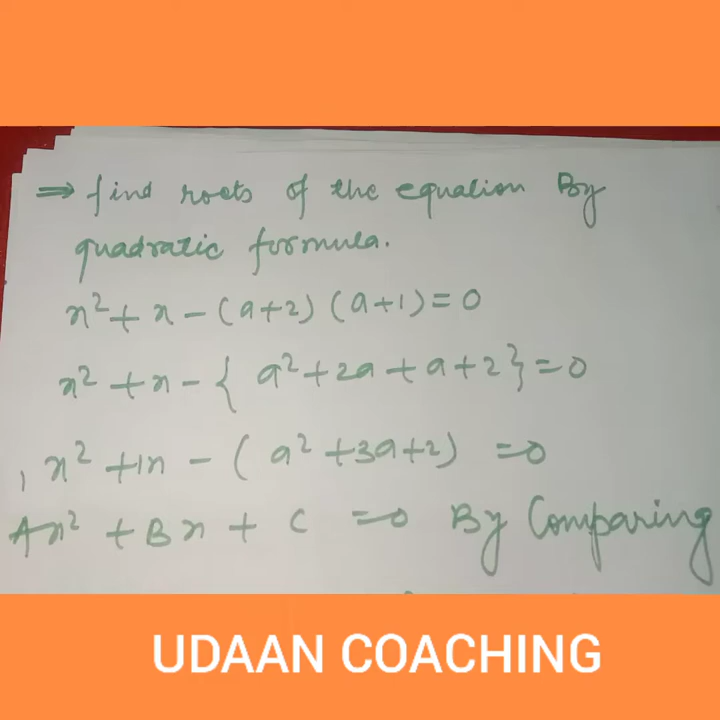 ⇒ find roots of the equation By
quadratic formula.
x² + x - (a+2) (a+1) = 0
x² + x - { a² + 2a + a + 2 } = 0
1 x² + 1x - ( a² + 3a + 2 ) = 0
Ax² + Bx + C = 0 By Comparing
UDAAN COACHING